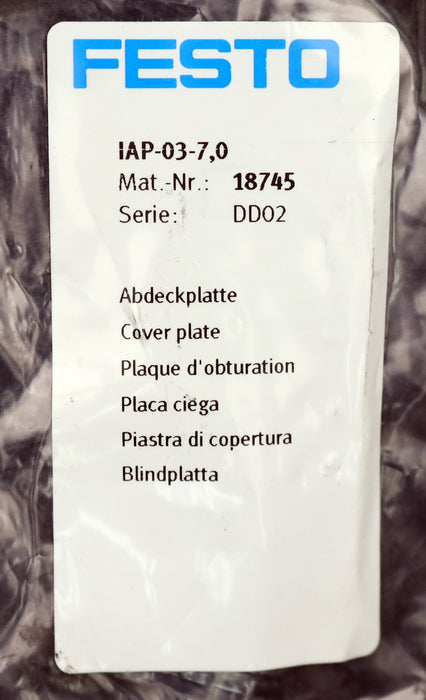 FESTO
IAP-03-7,0
Mat.-Nr.: 18745
Serie: DD02
Abdeckplatte
Cover plate
Plaque d'obturation
Placa ciega
Piastra di copertura
Blindplatta